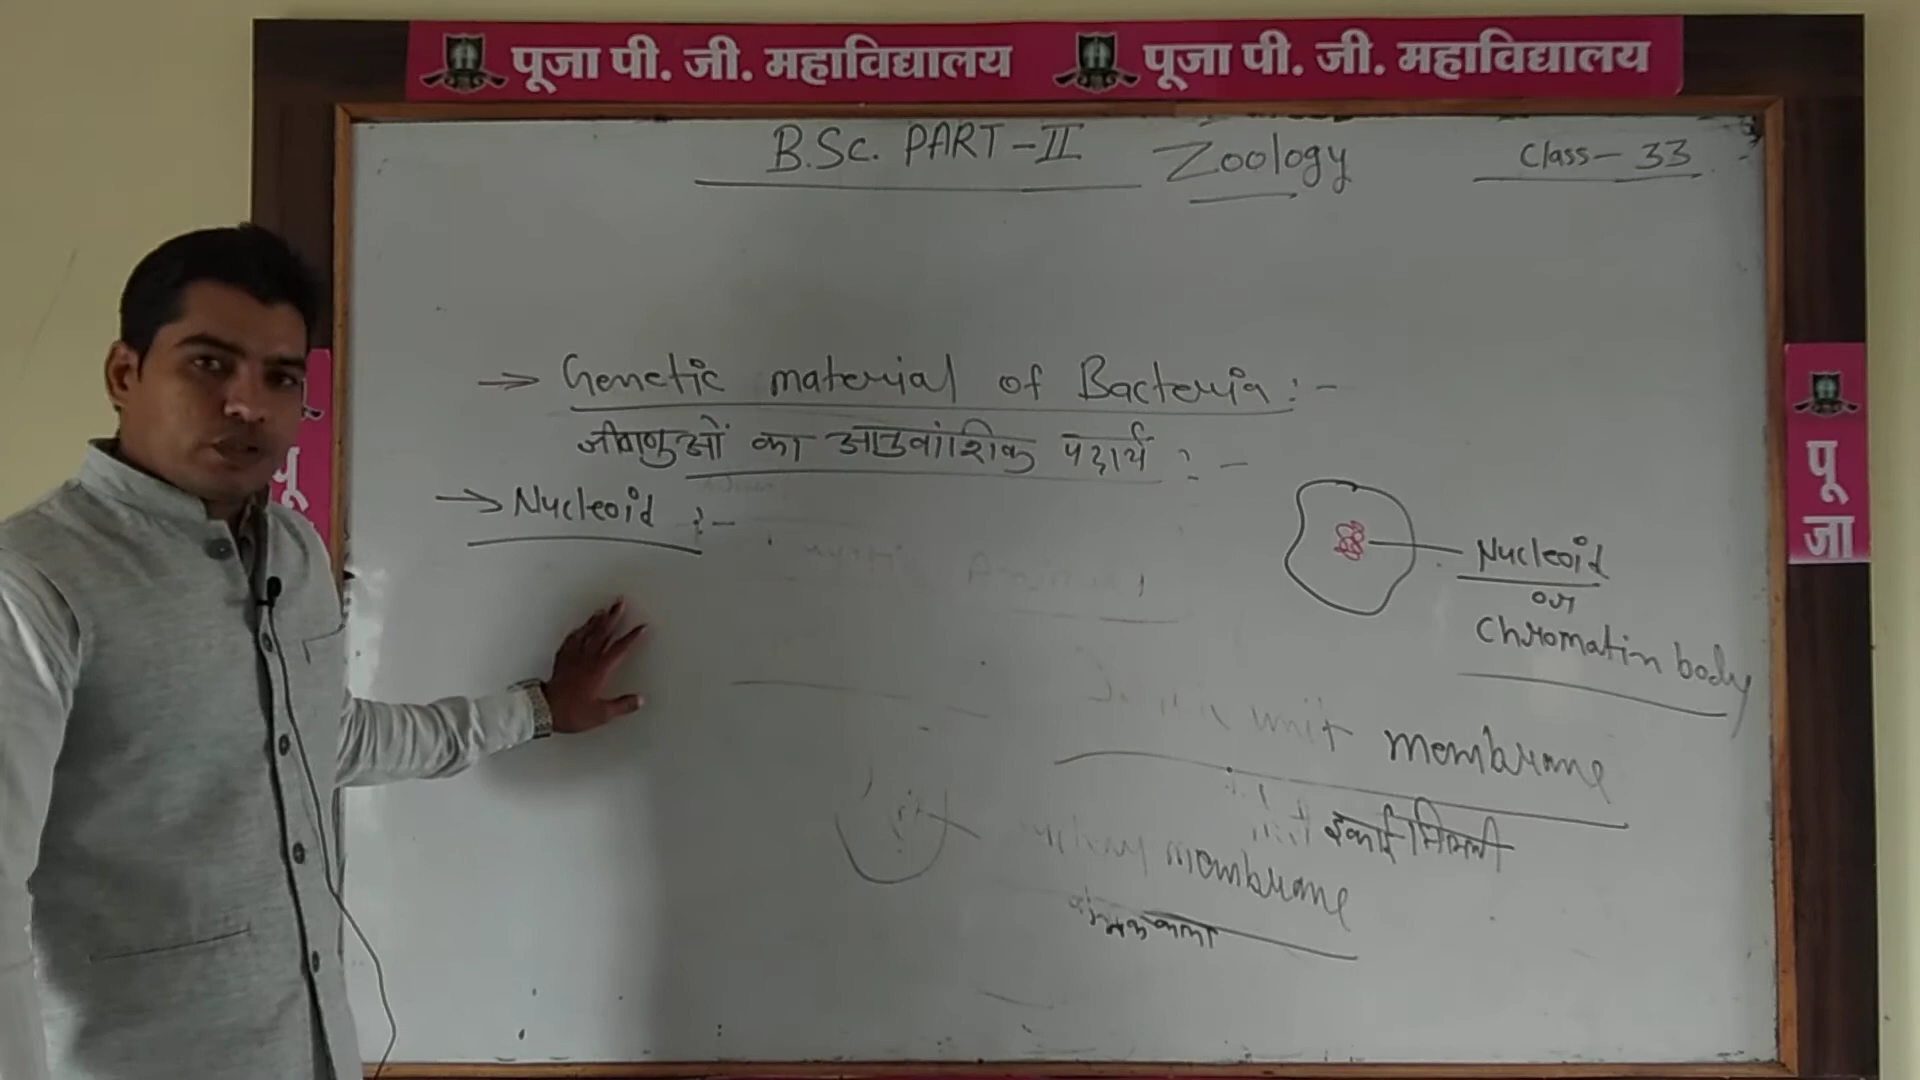 पूजा पी. जी. महाविद्यालय पूजा पी. जी. महाविद्यालय
B.Sc. PART-II Zoology Class-33
→ Genetic material of Bacteria:-
जीवाणुओं का आनुवांशिक पदार्थ :-
→ Nucleoid :-
Nucleoid
or
Chromatin body
unit membrane
इकाई झिल्ली
membrane
पू
पू
जा